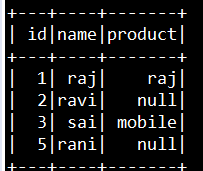 +---+----+-------+
| id|name|product|
+---+----+-------+
|  1| raj|    raj|
|  2|ravi|   null|
|  3| sai| mobile|
|  5|rani|   null|
+---+----+-------+